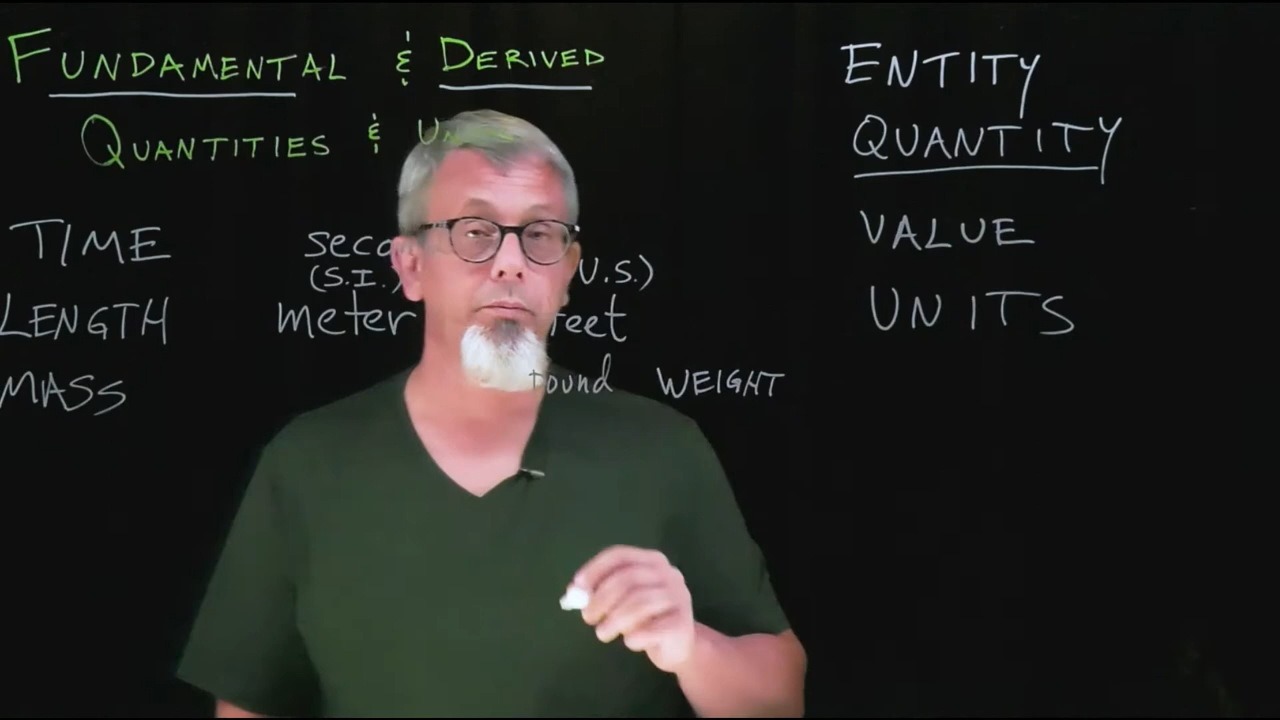 FUNDAMENTAL & DERIVED
QUANTITIES &
TIME
(S.I.) U.S.)
LENGTH meter feet
MASS WEIGHT
ENTITY
QUANTITY
VALUE
UNITS